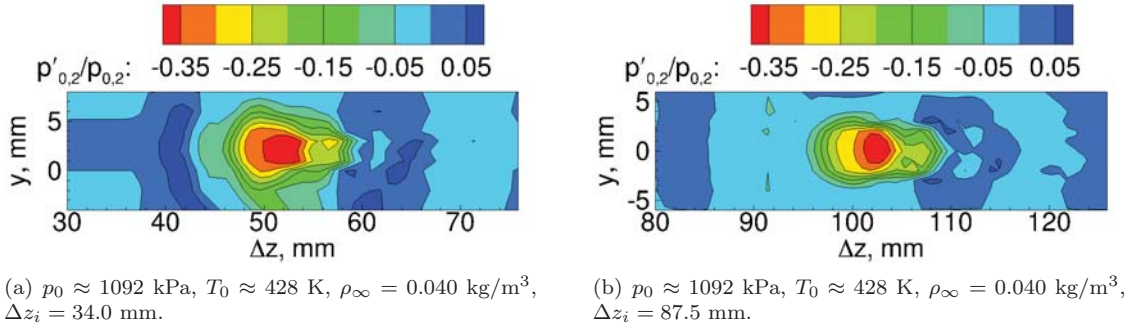 p'0,2/p0,2: -0.35 -0.25 -0.15 -0.05 0.05
y, mm
5
0
30 40 50 60 70
Δz, mm
(a) p0 ≈ 1092 kPa, T0 ≈ 428 K, ρ∞ = 0.040 kg/m³,
Δzi = 34.0 mm.
p'0,2/p0,2: -0.35 -0.25 -0.15 -0.05 0.05
y, mm
5
0
-5
80 90 100 110 120
Δz, mm
(b) p0 ≈ 1092 kPa, T0 ≈ 428 K, ρ∞ = 0.040 kg/m³,
Δzi = 87.5 mm.